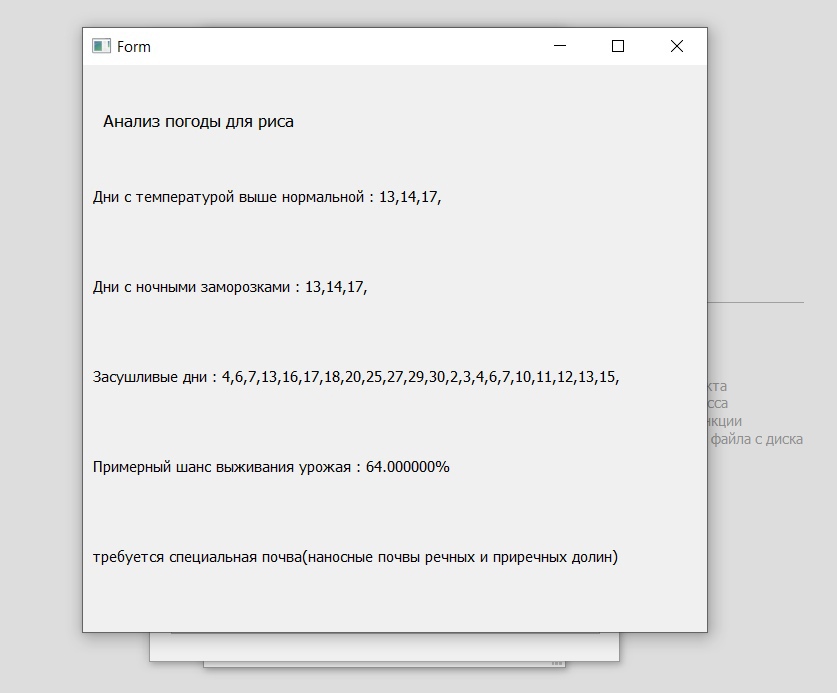 Form
Анализ погоды для риса
Дни с температурой выше нормальной : 13,14,17,
Дни с ночными заморозками : 13,14,17,
Засушливые дни : 4,6,7,13,16,17,18,20,25,27,29,30,2,3,4,6,7,10,11,12,13,15,
файла с диска
Примерный шанс выживания урожая : 64.000000%
требуется специальная почва(наносные почвы речных и приречных долин)